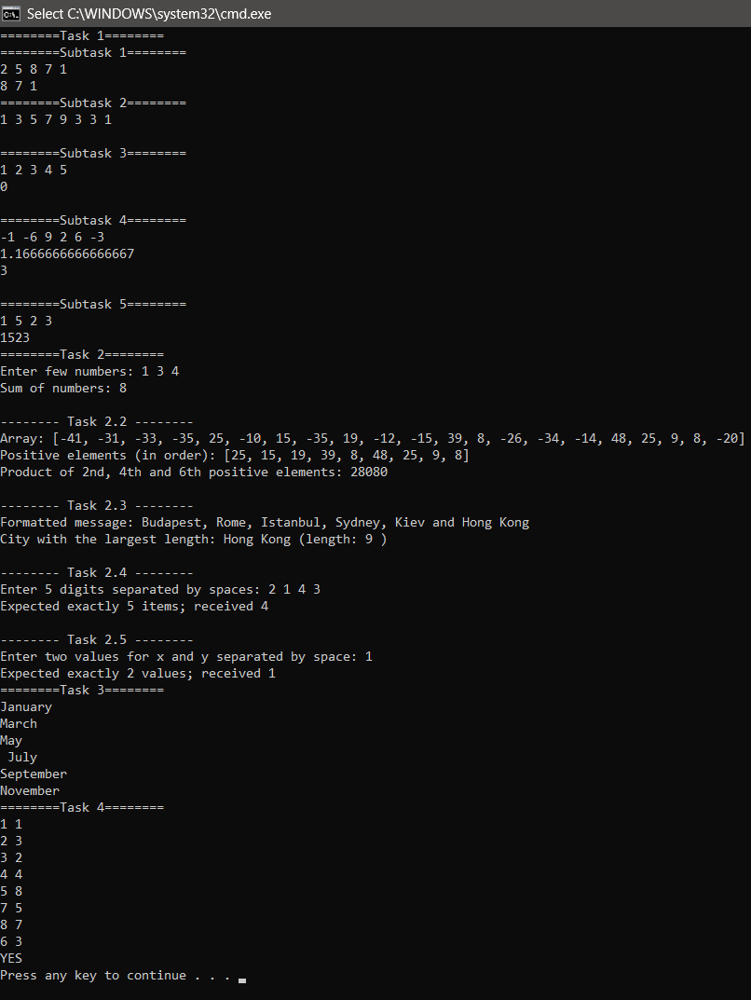 Select C:\WINDOWS\system32\cmd.exe
========Task 1========
========Subtask 1========
2 5 8 7 1
8 7 1
========Subtask 2========
1 3 5 7 9 3 3 1
========Subtask 3========
1 2 3 4 5
0
========Subtask 4========
-1 -6 9 2 6 -3
1.1666666666666667
3
========Subtask 5========
1 5 2 3
1523
========Task 2========
Enter few numbers: 1 3 4
Sum of numbers: 8
-------- Task 2.2 --------
Array: [-41, -31, -33, -35, 25, -10, 15, -35, 19, -12, -15, 39, 8, -26, -34, -14, 48, 25, 9, 8, -20]
Positive elements (in order): [25, 15, 19, 39, 8, 48, 25, 9, 8]
Product of 2nd, 4th and 6th positive elements: 28080
-------- Task 2.3 --------
Formatted message: Budapest, Rome, Istanbul, Sydney, Kiev and Hong Kong
City with the largest length: Hong Kong (length: 9 )
-------- Task 2.4 --------
Enter 5 digits separated by spaces: 2 1 4 3
Expected exactly 5 items; received 4
-------- Task 2.5 --------
Enter two values for x and y separated by space: 1
Expected exactly 2 values; received 1
========Task 3========
January
March
May
 July
September
November
========Task 4========
1 1
2 3
3 2
4 4
5 8
7 5
8 7
6 3
YES
Press any key to continue . . .